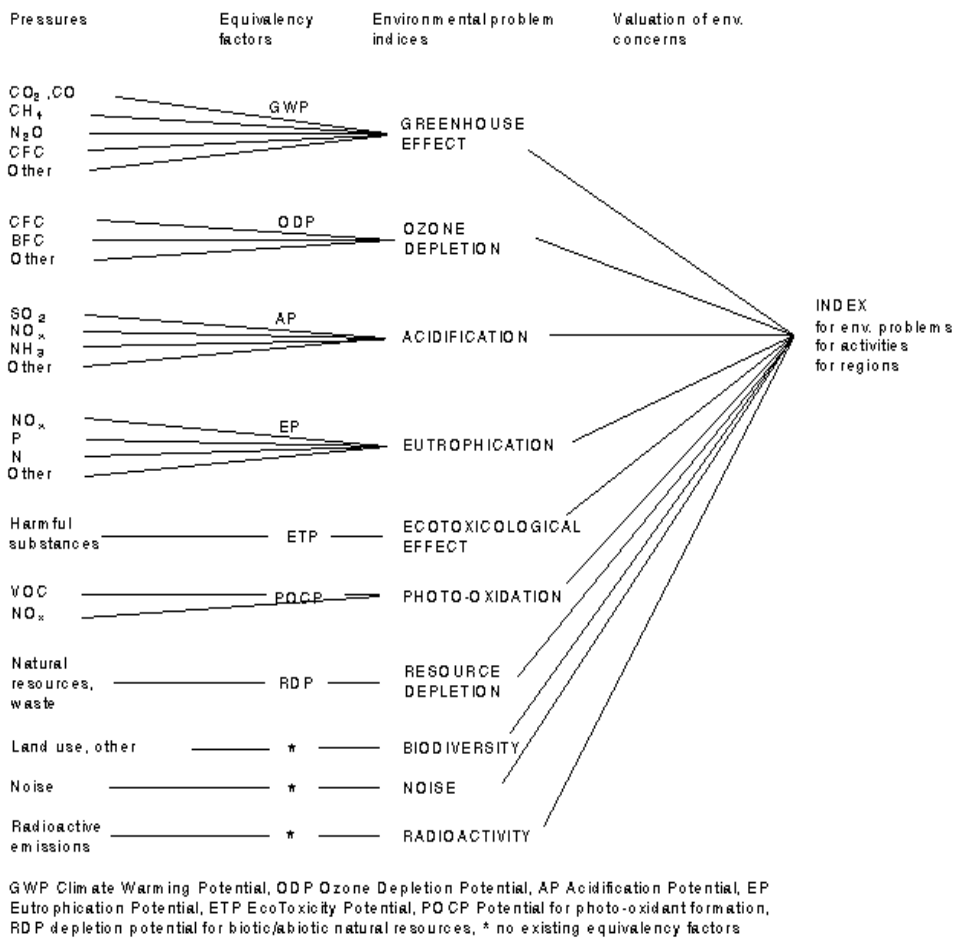 Pressures
Equivalency
factors
Environmental problem
indices
Valuation of env.
concerns
CO₂ ,CO
CH₄
N₂O
CFC
Other
GWP
GREENHOUSE
EFFECT
CFC
BFC
Other
ODP
OZONE
DEPLETION
SO₂
NOₓ
NH₃
Other
AP
ACIDIFICATION
INDEX
for env. problems
for activities
for regions
NOₓ
P
N
Other
EP
EUTROPHICATION
Harmful
substances
ETP
ECOTOXICOLOGICAL
EFFECT
VOC
NOₓ
POCP
PHOTO-OXIDATION
Natural
resources,
waste
RDP
RESOURCE
DEPLETION
Land use, other
*
BIODIVERSITY
Noise
*
NOISE
Radioactive
emissions
*
RADIOACTIVITY
GWP Climate Warming Potential, ODP Ozone Depletion Potential, AP Acidification Potential, EP
Eutrophication Potential, ETP EcoToxicity Potential, POCP Potential for photo-oxidant formation,
RDP depletion potential for biotic/abiotic natural resources, * no existing equivalency factors